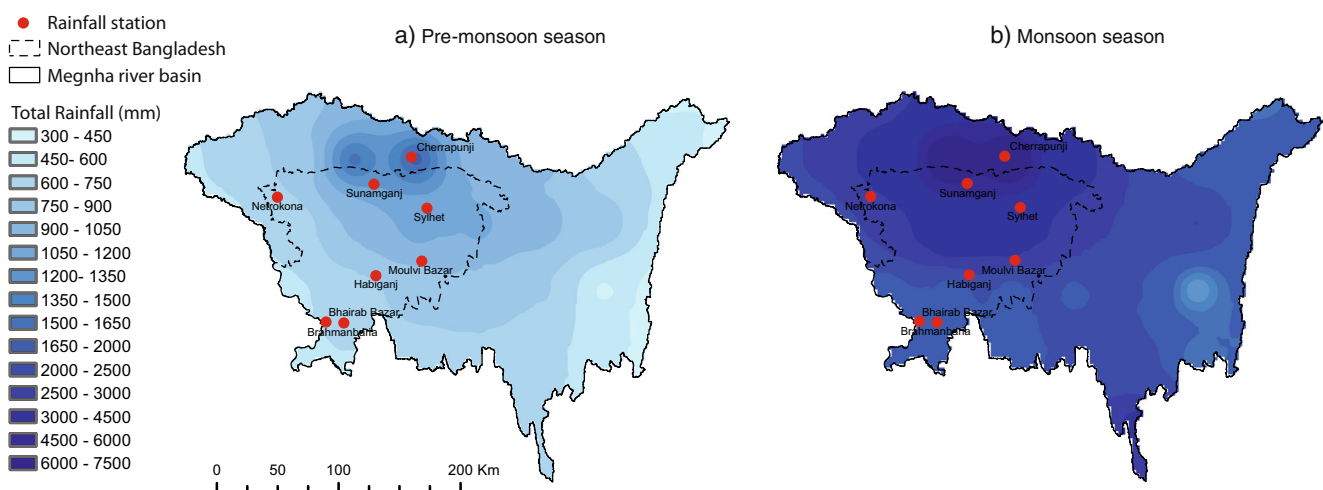 Rainfall station
Northeast Bangladesh
Megnha river basin
Total Rainfall (mm)
300 - 450
450- 600
600 - 750
750 - 900
900 - 1050
1050 - 1200
1200- 1350
1350 - 1500
1500 - 1650
1650 - 2000
2000 - 2500
2500 - 3000
3000 - 4500
4500 - 6000
6000 - 7500
a) Pre-monsoon season
Cherrapunji
Sunamganj
Netrokona
Sylhet
Moulvi Bazar
Habiganj
Bhairab Bazar
Brahmanbaria
0 50 100 200 Km
b) Monsoon season
Cherrapunji
Sunamganj
Netrokona
Sylhet
Moulvi Bazar
Habiganj
Bhairab Bazar
Brahmanbaria